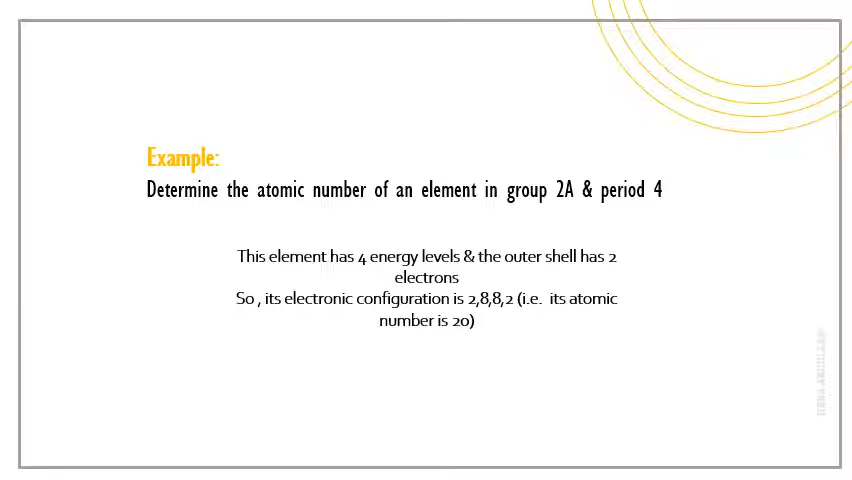 Example:
Determine the atomic number of an element in group 2A & period 4
This element has 4 energy levels & the outer shell has 2
electrons
So , its electronic configuration is 2,8,8,2 (i.e. its atomic
number is 20)